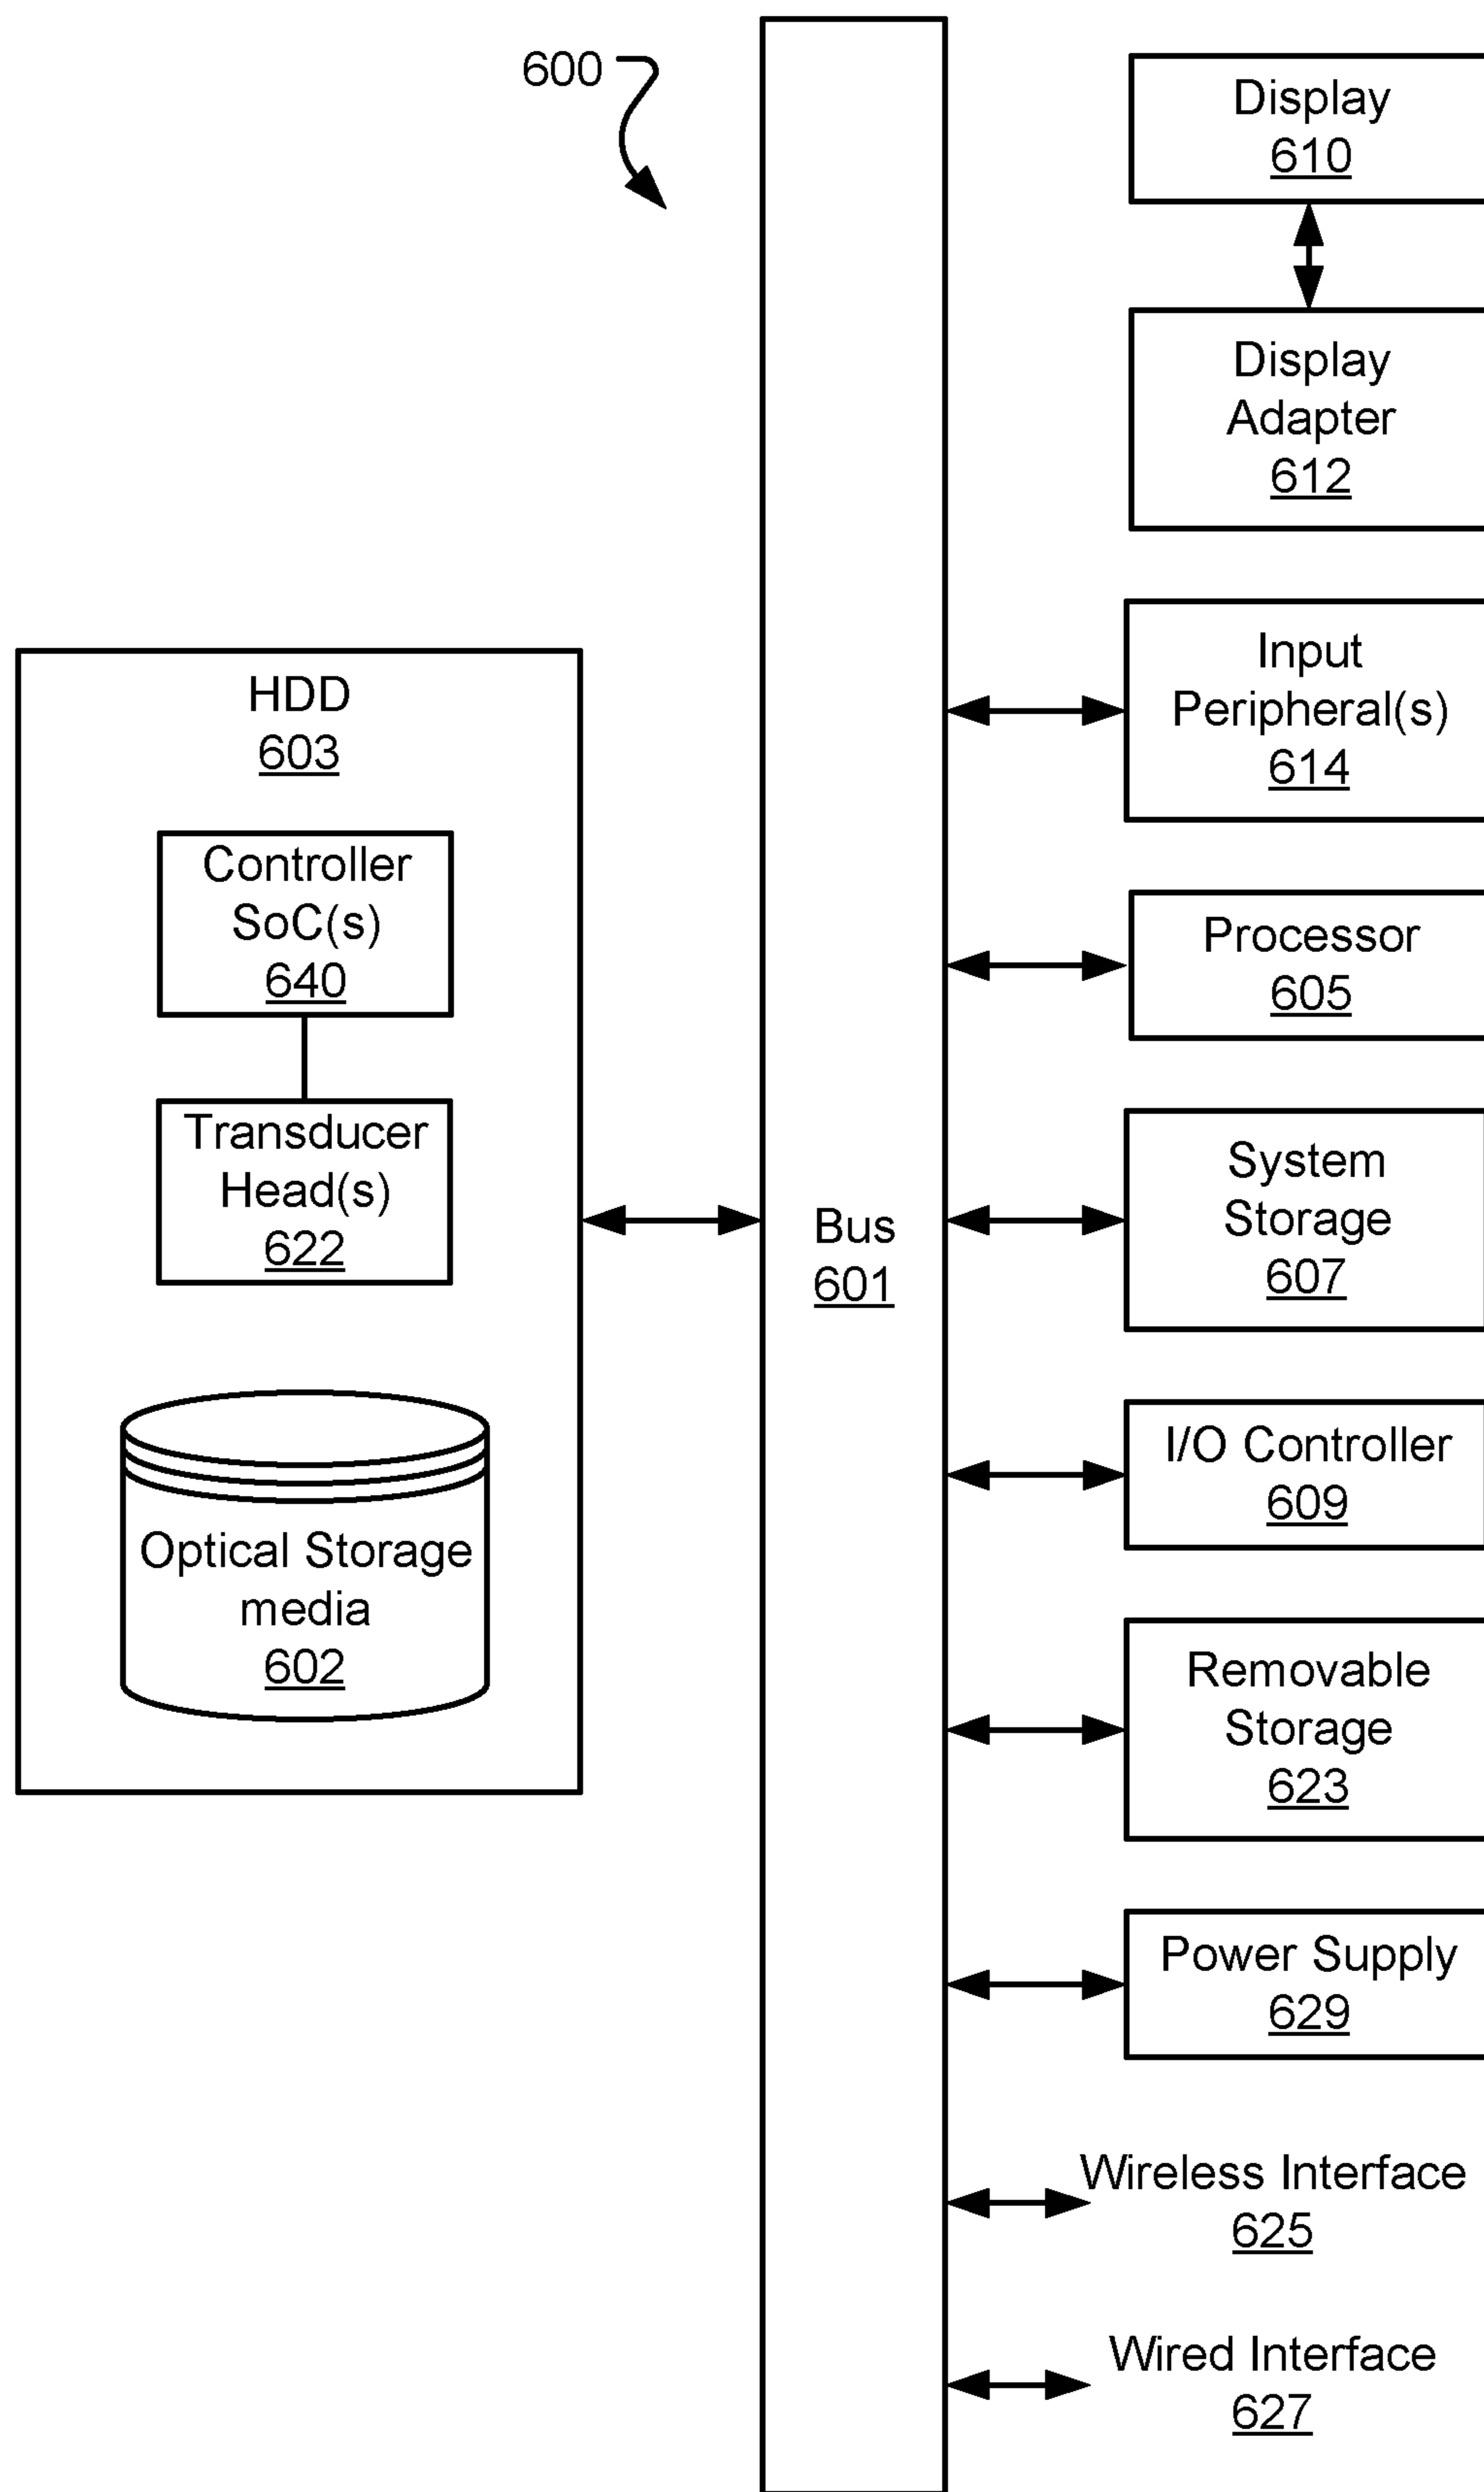 600
Display
610
Display
Adapter
612
Input
Peripheral(s)
614
HDD
603
Controller
SoC(s)
640
Processor
605
Transducer
Head(s)
622
System
Storage
607
Bus
601
I/O Controller
609
Optical Storage
media
602
Removable
Storage
623
Power Supply
629
Wireless Interface
625
Wired Interface
627